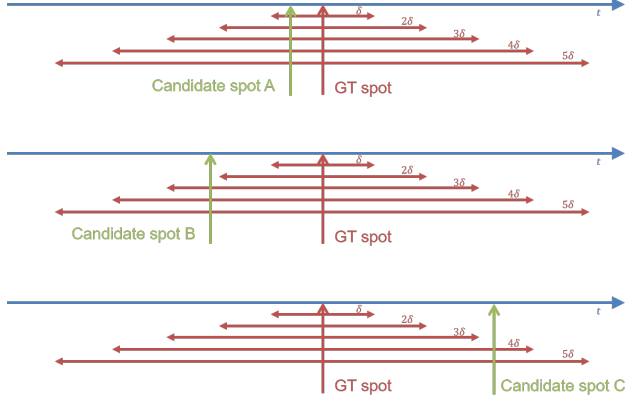 δ
t
2δ
3δ
4δ
5δ
Candidate spot A
GT spot
δ
t
2δ
3δ
4δ
5δ
Candidate spot B
GT spot
δ
t
2δ
3δ
4δ
5δ
GT spot
Candidate spot C